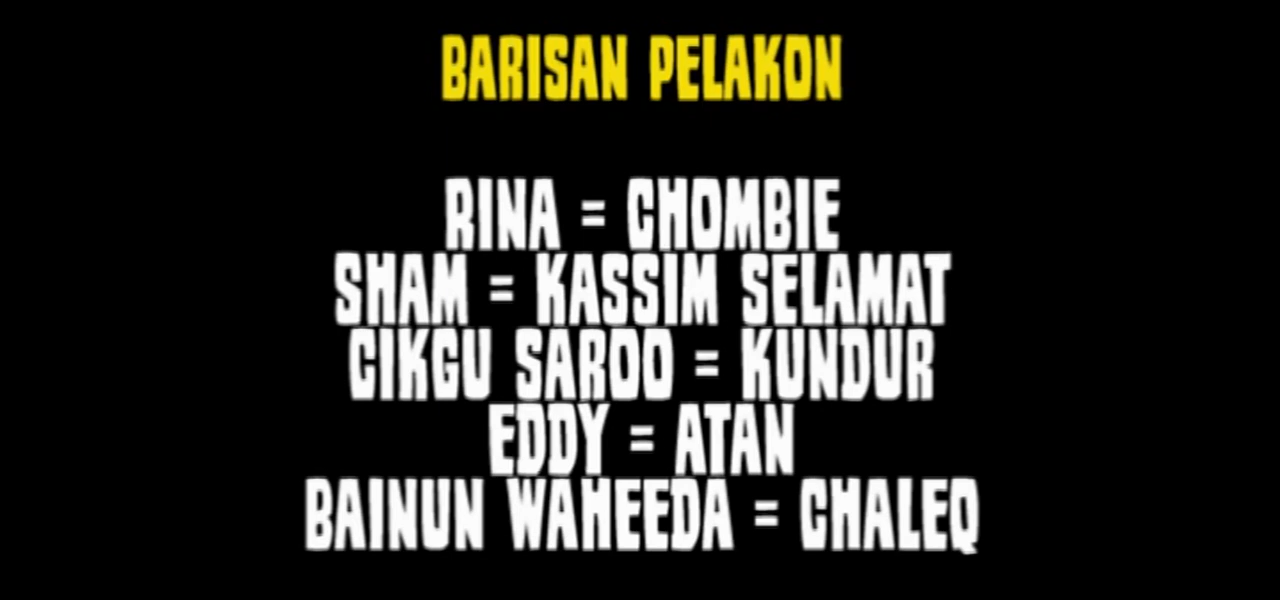 BARISAN PELAKON
RINA = CHOMBIE
SHAM = KASSIM SELAMAT
CIKGU SAROO = KUNDUR
EDDY = ATAN
BAINUN WAHEEDA = CHALEQ